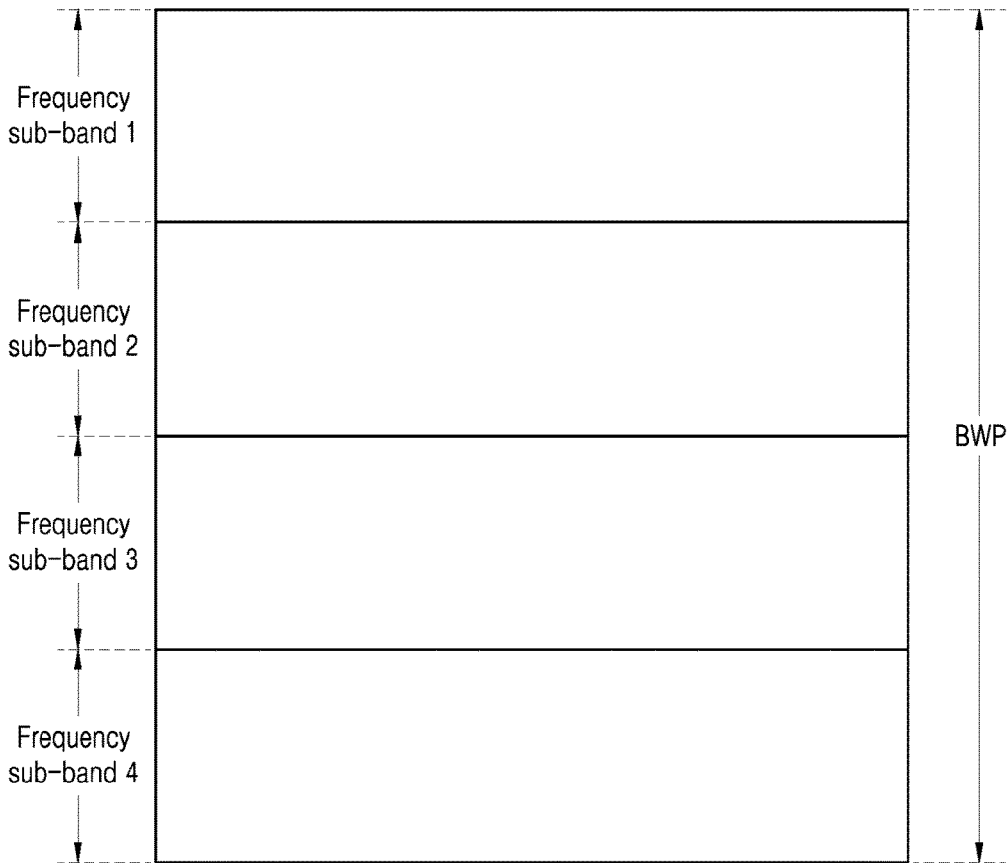 Frequency
sub-band 1
Frequency
sub-band 2
BWP
Frequency
sub-band 3
Frequency
sub-band 4